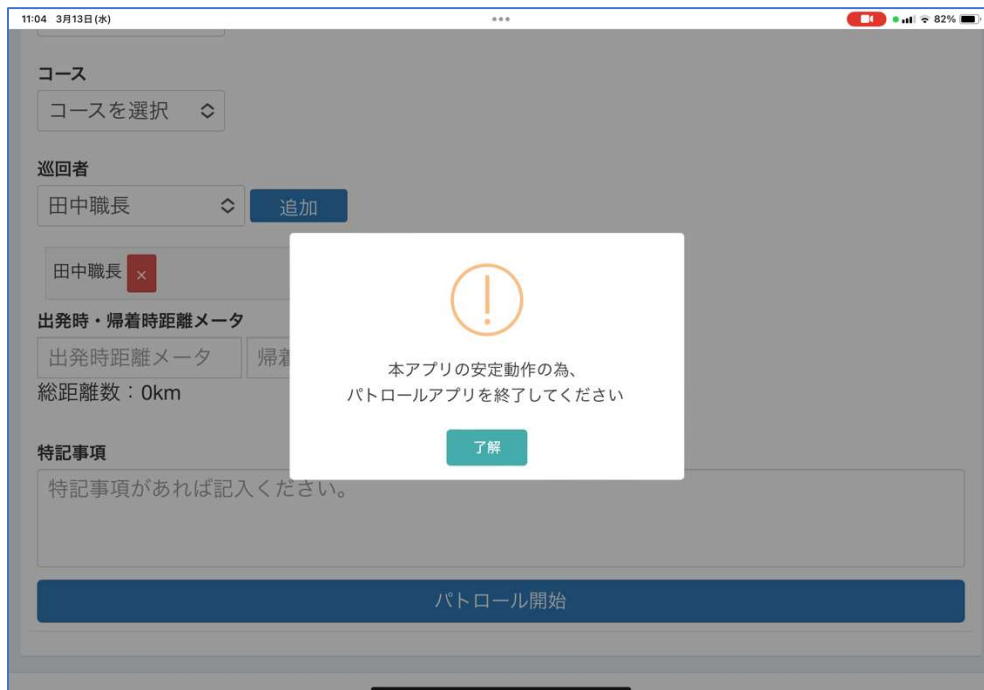 11:04 3月13日(水)
82%
コース
コースを選択
巡回者
田中職長
追加
田中職長 ×
出発時・帰着時距離メータ
出発時距離メータ 帰着
総距離数：0km
本アプリの安定動作の為、
パトロールアプリを終了してください
了解
特記事項
特記事項があれば記入ください。
パトロール開始